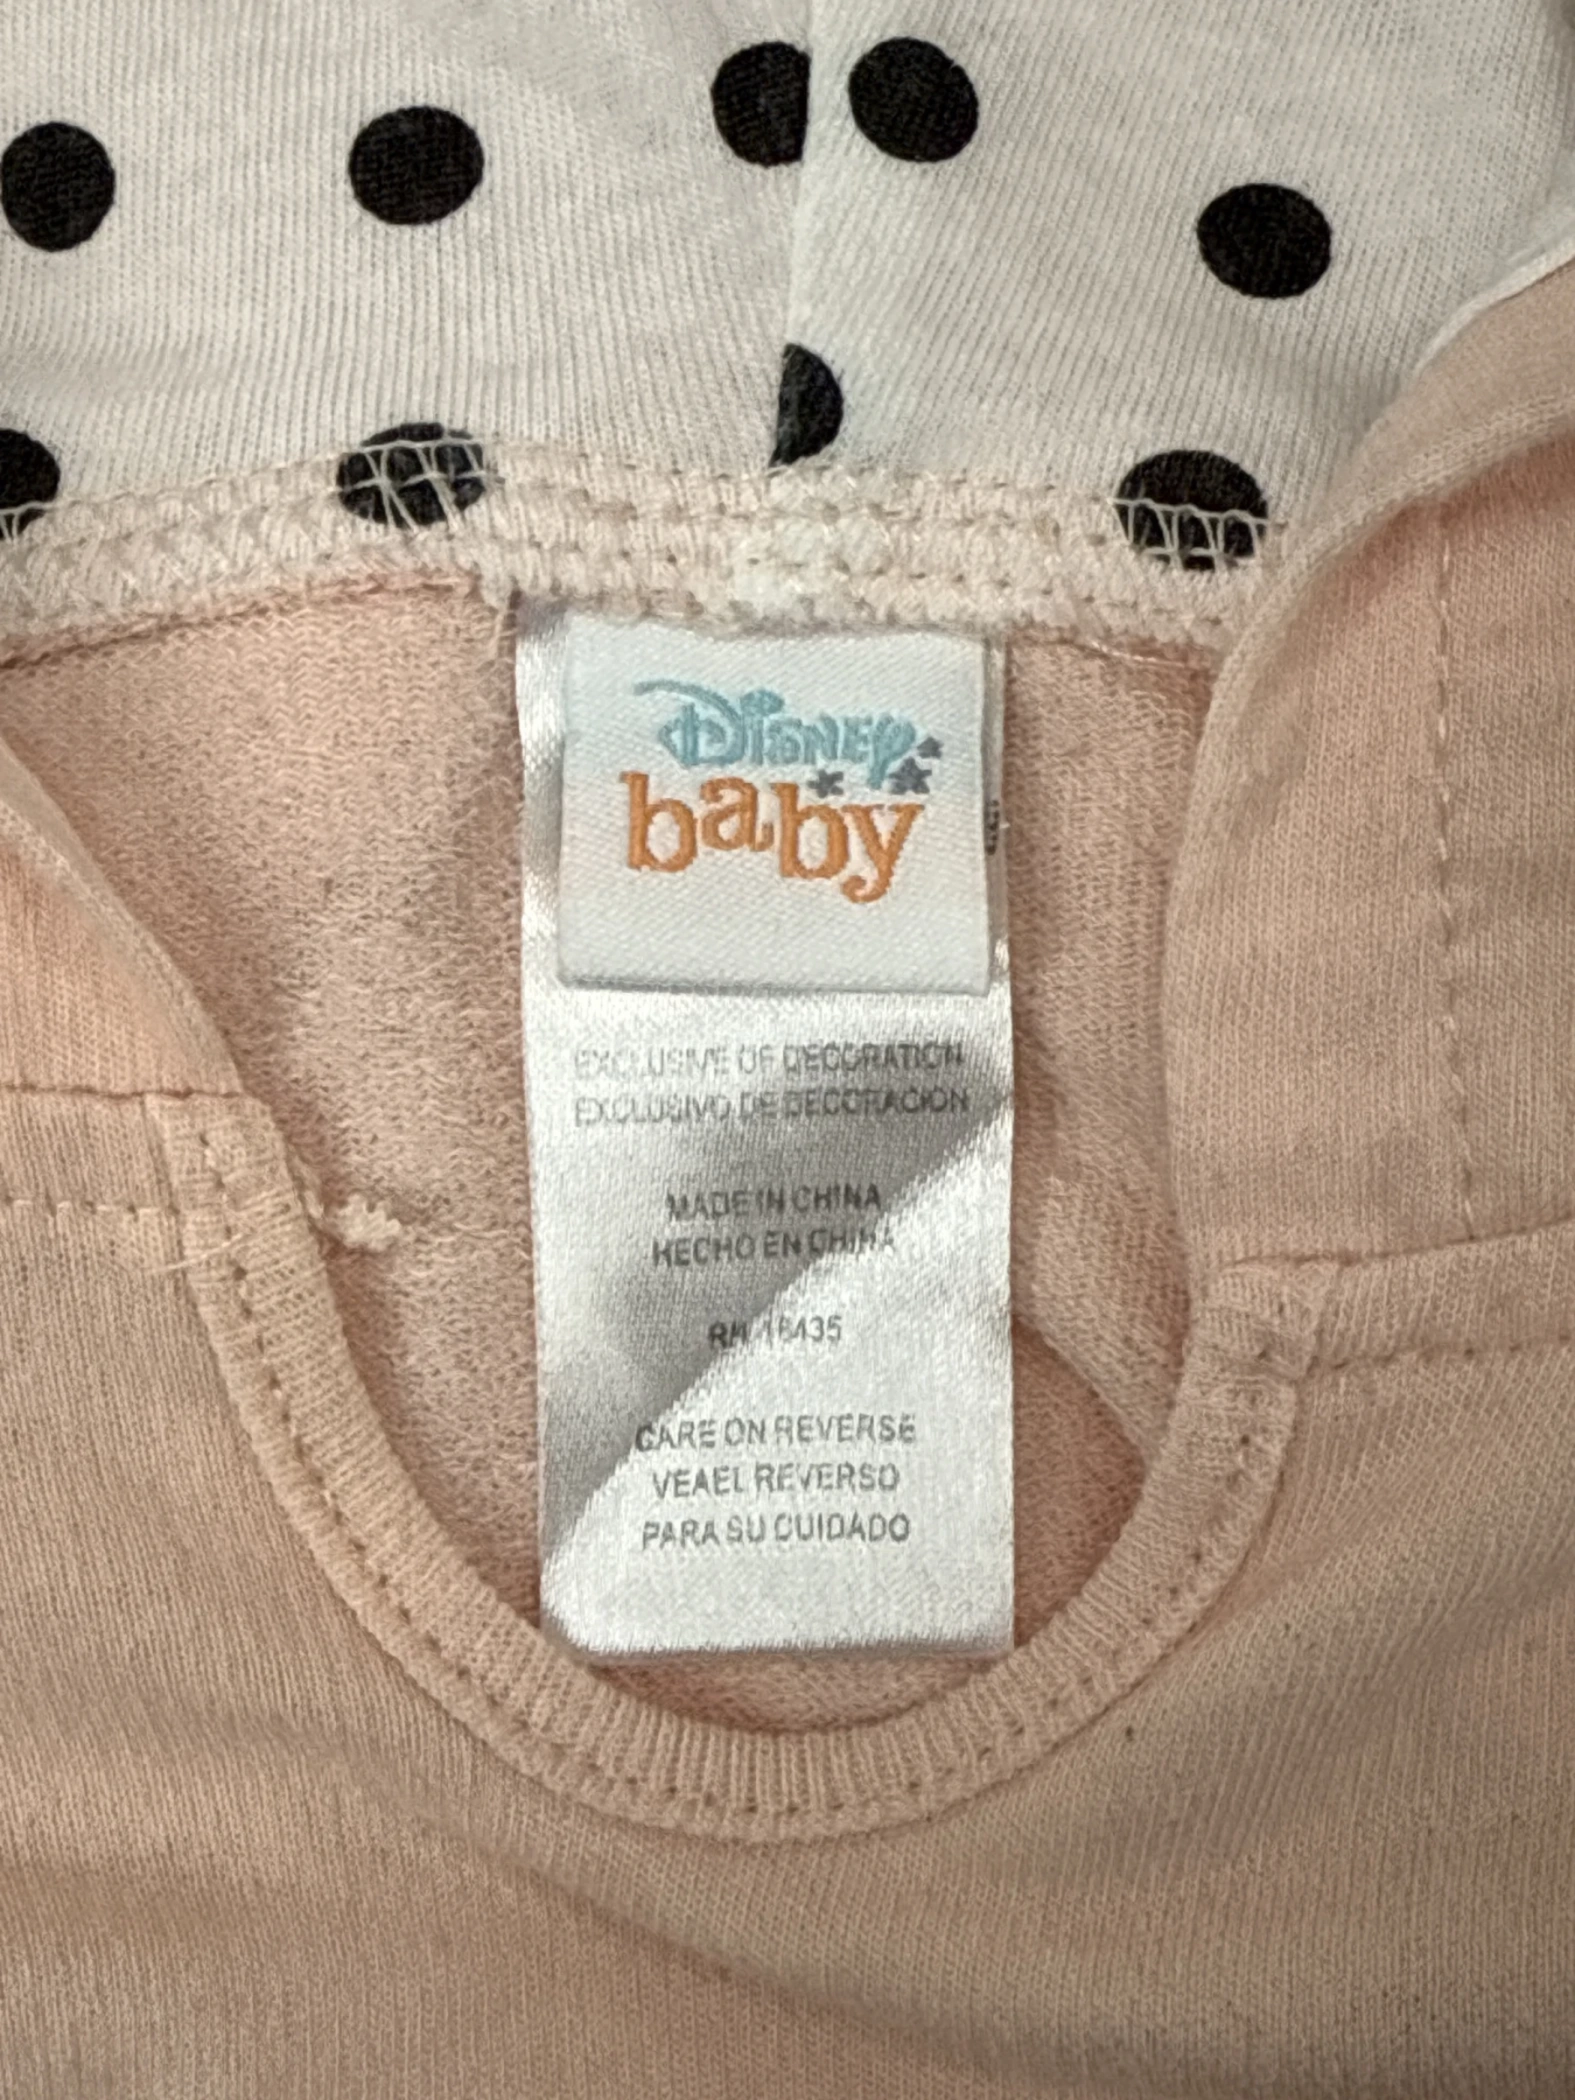 Disney
baby
EXCLUSIVE OF DECORATION
EXCLUSIVO DE DECORACION
MADE IN CHINA
HECHO EN CHINA
CARE ON REVERSE
VEAEL REVERSO
PARA SU CUIDADO